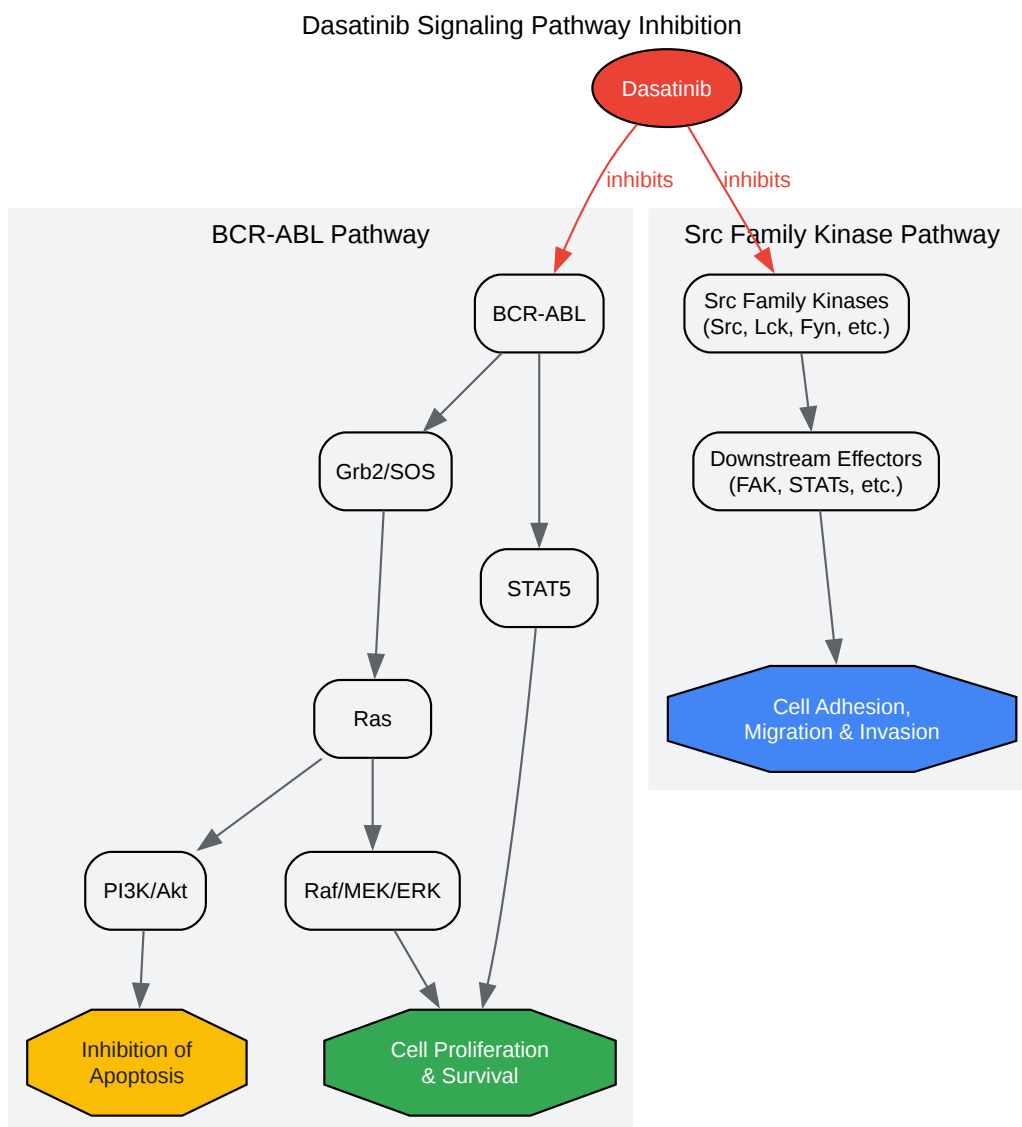 Dasatinib Signaling Pathway Inhibition
Dasatinib
inhibits
inhibits
BCR-ABL Pathway
Src Family Kinase Pathway
BCR-ABL
Src Family Kinases
(Src, Lck, Fyn, etc.)
Grb2/SOS
Downstream Effectors
(FAK, STATs, etc.)
STAT5
Ras
Cell Adhesion,
Migration & Invasion
PI3K/Akt
Raf/MEK/ERK
Inhibition of
Apoptosis
Cell Proliferation
& Survival